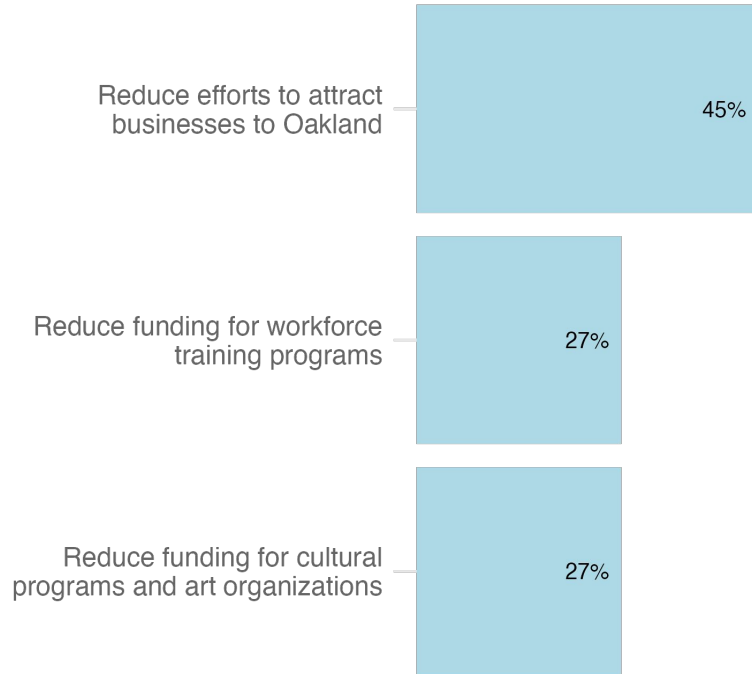 Reduce efforts to attract
businesses to Oakland
45%
Reduce funding for workforce
training programs
27%
Reduce funding for cultural
programs and art organizations
27%